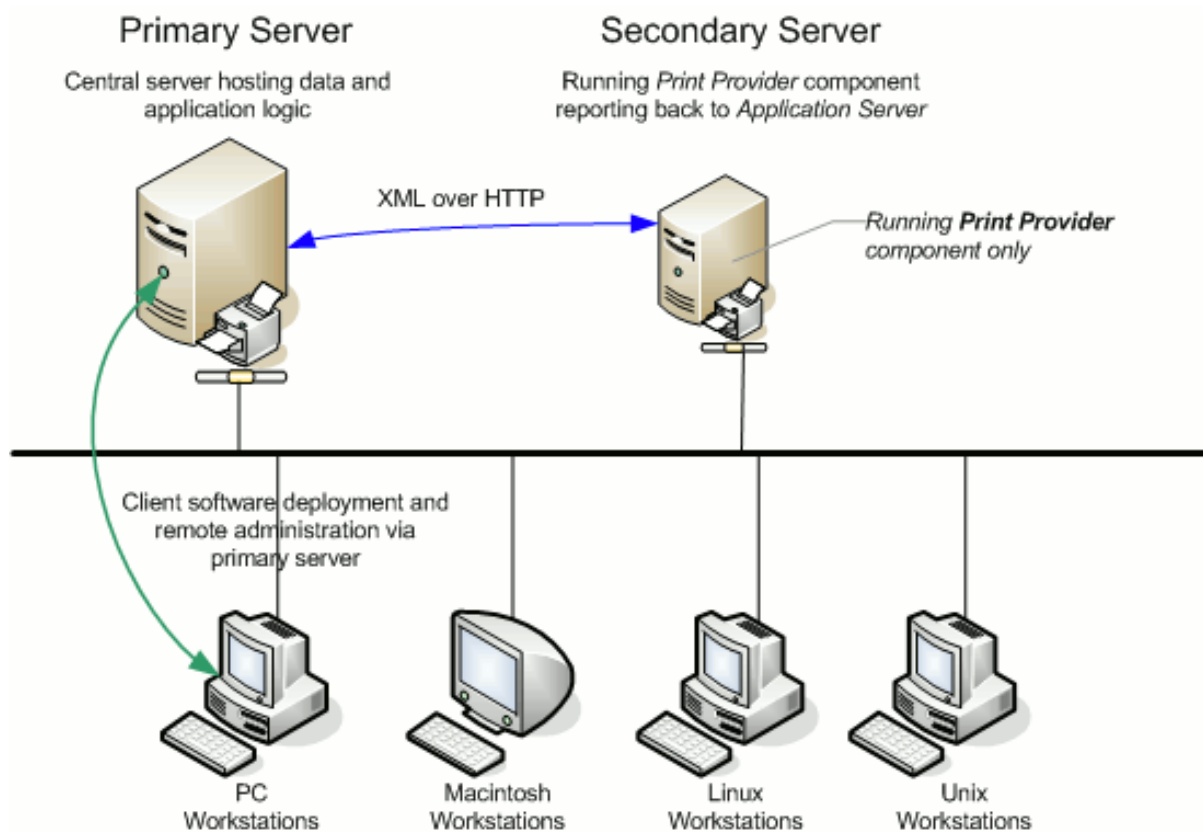 Primary Server
Central server hosting data and
application logic
Secondary Server
Running Print Provider component
reporting back to Application Server
XML over HTTP
Running Print Provider
component only
Client software deployment and
remote administration via
primary server
PC
Workstations
Macintosh
Workstations
Linux
Workstations
Unix
Workstations